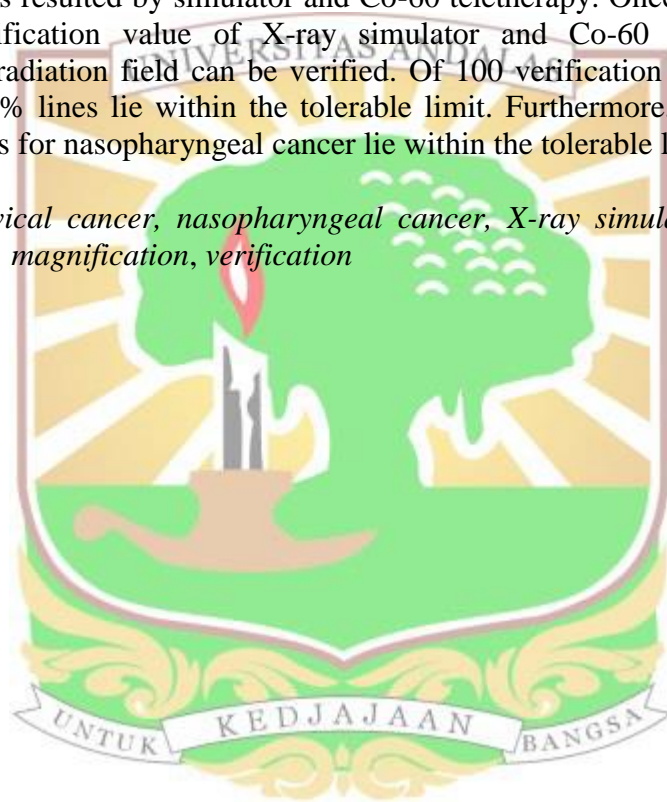 s resulted by simulator and Co-60 teletherapy. Once
ification value of X-ray simulator and Co-60
radiation field can be verified. Of 100 verification
% lines lie within the tolerable limit. Furthermore.
s for nasopharyngeal cancer lie within the tolerable l
vical cancer, nasopharyngeal cancer, X-ray simula
magnification, verification
UNIVERSITAS ANDALAS
UNTUK KEDJAJAAN BANGSA